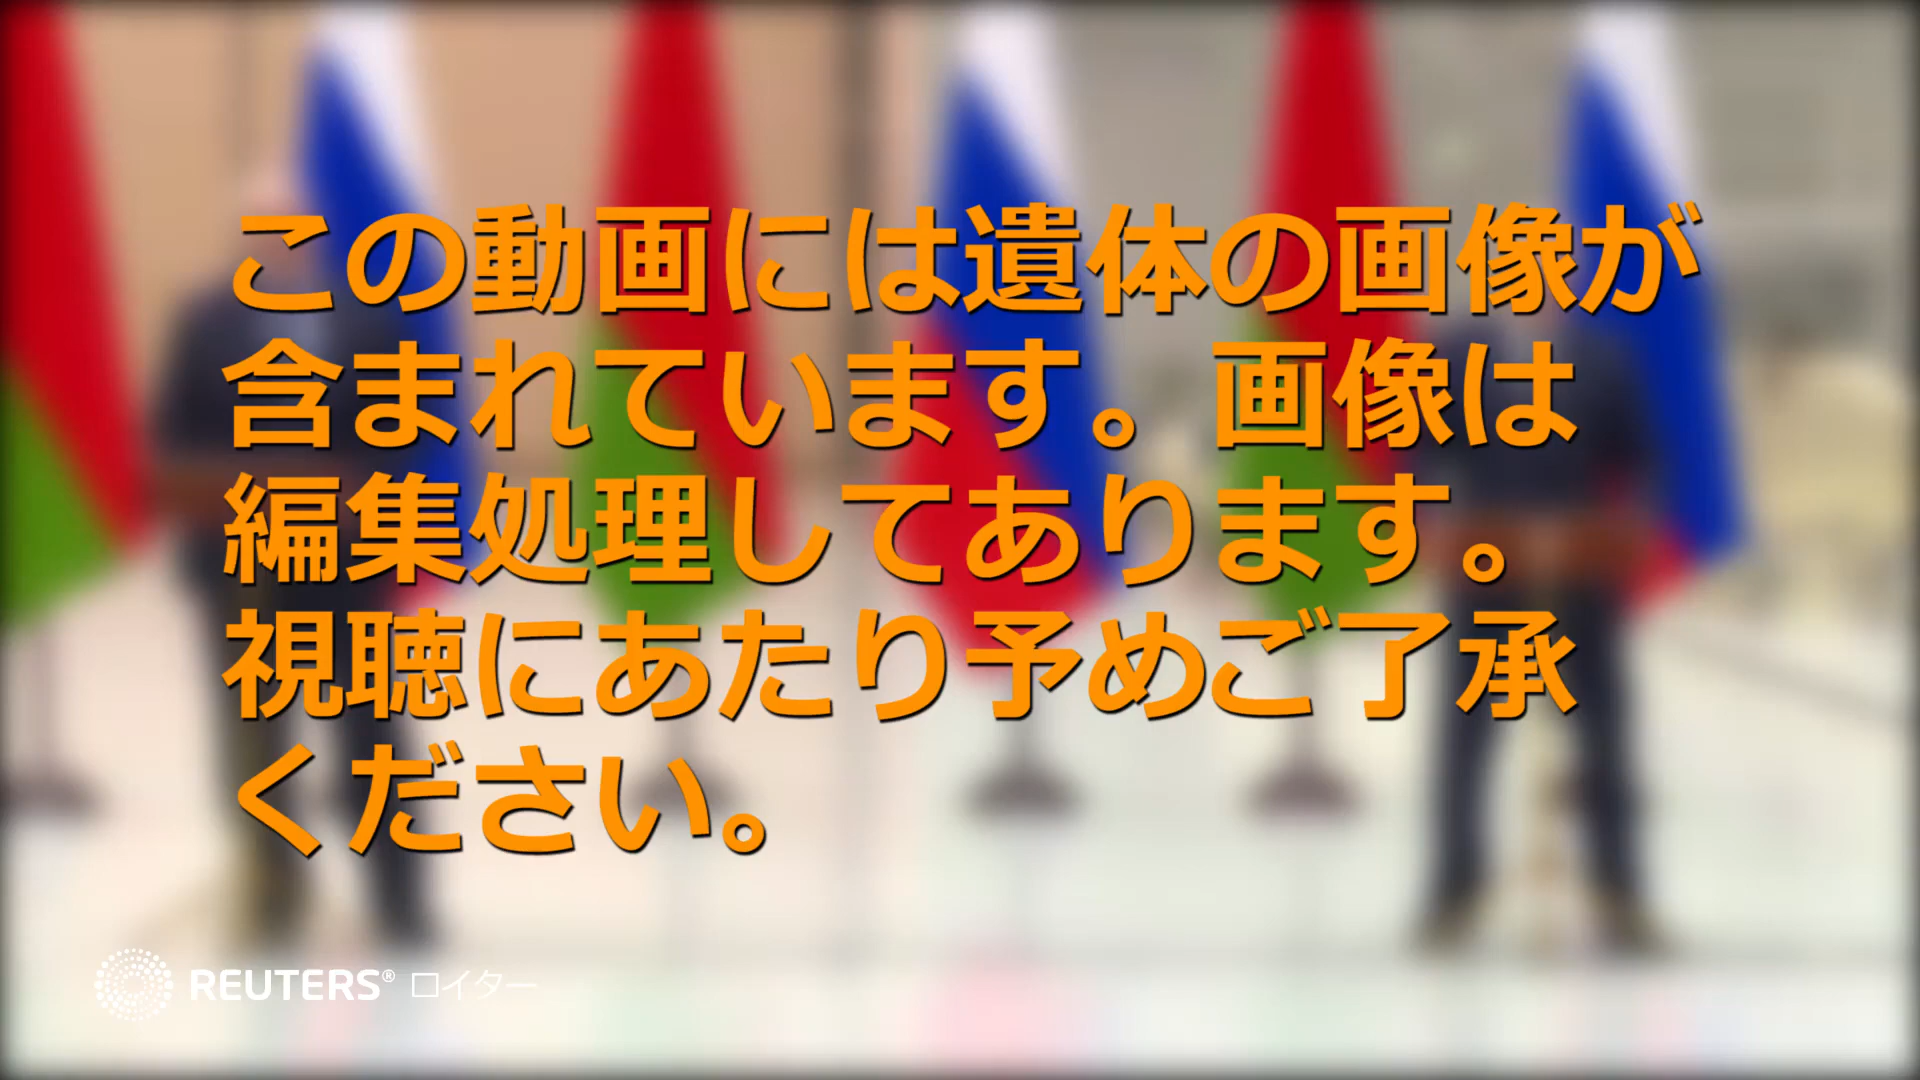 この動画には遺体の画像が
含まれています。画像は
編集処理してあります。
視聴にあたり予めご了承
ください。
REUTERS® ロイター